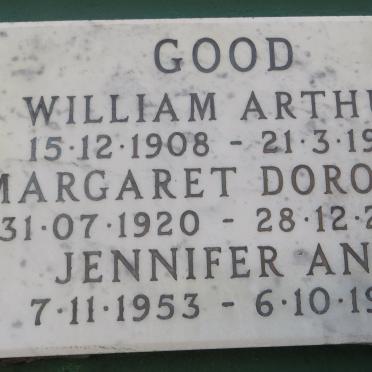 GOOD
WILLIAM ARTHU
15·12·1908 - 21·3·19
MARGARET DORO
31·07·1920 - 28·12·2
JENNIFER AN
7·11·1953 - 6·10·19